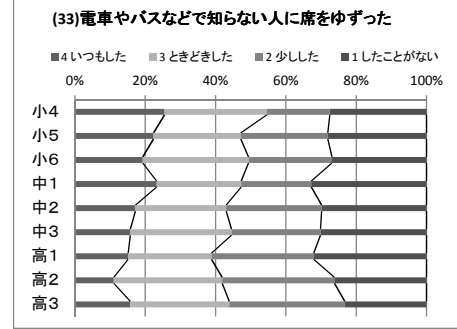 (33)電車やバスなどで知らない人に席をゆずった
■4 いつもした ■3 ときどきした ■2 少しした ■1 したことがない
0% 20% 40% 60% 80% 100%
小4
小5
小6
中1
中2
中3
高1
高2
高3